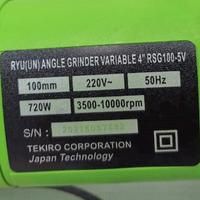 RYU(UN) ANGLE GRINDER VARIABLE 4" RSG100-5V
100mm 220V~ 50Hz
720W 3500-10000rpm
S/N :
TEKIRO CORPORATION
Japan Technology